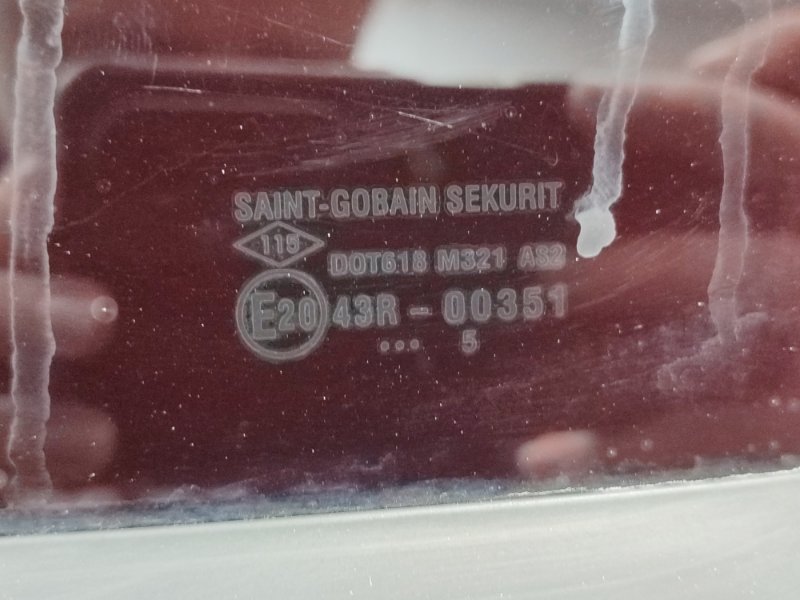 SAINT-GOBAIN SEKURIT
115
DOT618 M321 AS2
E20 43R - 00351
... 5